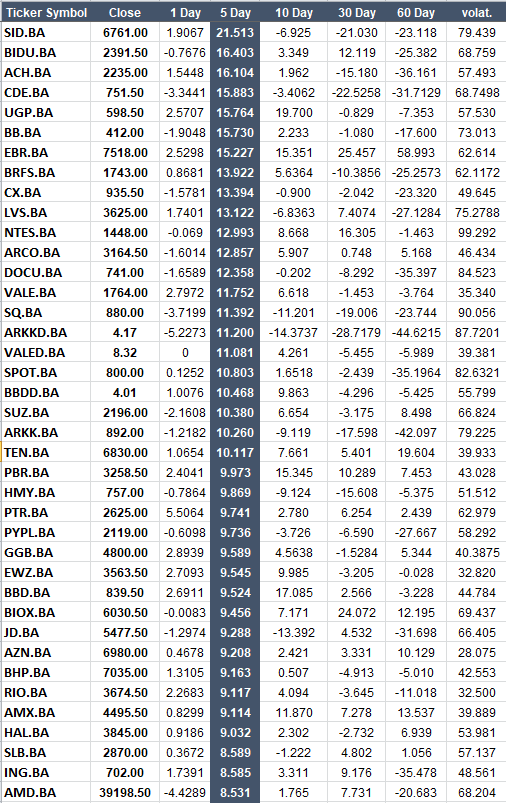 Ticker Symbol Close 1 Day 5 Day 10 Day 30 Day 60 Day volat.
SID.BA 6761.00 1.9067 21.513 -6.925 -21.030 -23.118 79.439
BIDU.BA 2391.50 -0.7676 16.403 3.349 12.119 -25.382 68.759
ACH.BA 2235.00 1.5448 16.104 1.962 -15.180 -36.161 57.493
CDE.BA 751.50 -3.3441 15.883 -3.4062 -22.5258 -31.7129 68.7498
UGP.BA 598.50 2.5707 15.764 19.700 -0.829 -7.353 57.530
BB.BA 412.00 -1.9048 15.730 2.233 -1.080 -17.600 73.013
EBR.BA 7518.00 2.5298 15.227 15.351 25.457 58.993 62.614
BRFS.BA 1743.00 0.8681 13.922 5.6364 -10.3856 -25.2573 62.1172
CX.BA 935.50 -1.5781 13.394 -0.900 -2.042 -23.320 49.645
LVS.BA 3625.00 1.7401 13.122 -6.8363 7.4074 -27.1284 75.2788
NTES.BA 1448.00 -0.069 12.993 8.668 16.305 -1.463 99.292
ARCO.BA 3164.50 -1.6014 12.857 5.907 0.748 5.168 46.434
DOCU.BA 741.00 -1.6589 12.358 -0.202 -8.292 -35.397 84.523
VALE.BA 1764.00 2.7972 11.752 6.618 -1.453 -3.764 35.340
SQ.BA 880.00 -3.7199 11.392 -11.201 -19.006 -23.744 90.056
ARKKD.BA 4.17 -5.2273 11.200 -14.3737 -28.7179 -44.6215 87.7201
VALED.BA 8.32 0 11.081 4.261 -5.455 -5.989 39.381
SPOT.BA 800.00 0.1252 10.803 1.6518 -2.439 -35.1964 82.6321
BBDD.BA 4.01 1.0076 10.468 9.863 -4.296 -5.425 55.799
SUZ.BA 2196.00 -2.1608 10.380 6.654 -3.175 8.498 66.824
ARKK.BA 892.00 -1.2182 10.260 -9.119 -17.598 -42.097 79.225
TEN.BA 6830.00 1.0654 10.117 7.661 5.401 19.604 39.933
PBR.BA 3258.50 2.4041 9.973 15.345 10.289 7.453 43.028
HMY.BA 757.00 -0.7864 9.869 -9.124 -15.608 -5.375 51.512
PTR.BA 2625.00 5.5064 9.741 2.780 6.254 2.439 62.979
PYPL.BA 2119.00 -0.6098 9.736 -3.726 -6.590 -27.667 58.292
GGB.BA 4800.00 2.8939 9.589 4.5638 -1.5284 5.344 40.3875
EWZ.BA 3563.50 2.7093 9.545 9.985 -3.205 -0.028 32.820
BBD.BA 839.50 2.6911 9.524 17.085 2.566 -3.228 44.784
BIOX.BA 6030.50 -0.0083 9.456 7.171 24.072 12.195 69.437
JD.BA 5477.50 -1.2974 9.288 -13.392 4.532 -31.698 66.405
AZN.BA 6980.00 0.4678 9.208 2.421 3.331 10.129 28.075
BHP.BA 7035.00 1.3105 9.163 0.507 -4.913 -5.010 42.553
RIO.BA 3674.50 2.2683 9.117 4.094 -3.645 -11.018 32.500
AMX.BA 4495.50 0.8299 9.114 11.870 7.278 13.537 39.889
HAL.BA 3845.00 0.9186 9.032 2.302 -2.732 6.939 53.981
SLB.BA 2870.00 0.3672 8.589 -1.222 4.802 1.056 57.137
ING.BA 702.00 1.7391 8.585 3.311 9.176 -35.478 48.561
AMD.BA 39198.50 -4.4289 8.531 1.765 7.731 -20.683 68.204